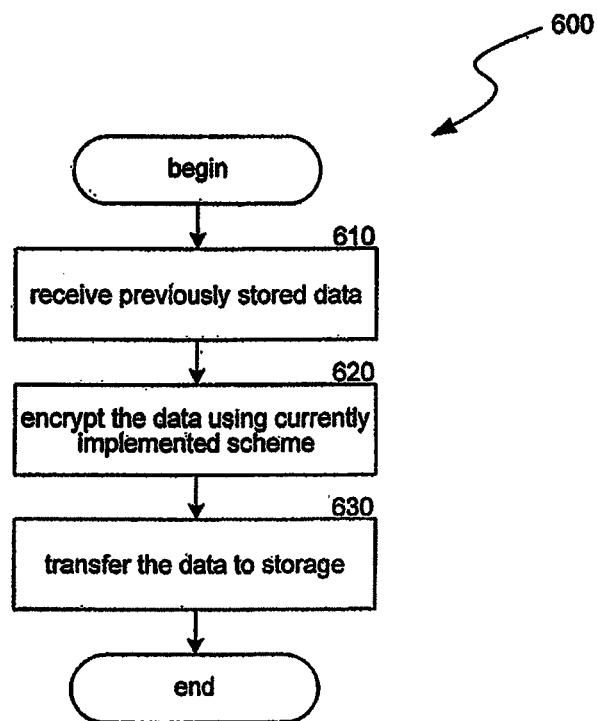 600
begin
610
receive previously stored data
620
encrypt the data using currently
implemented scheme
630
transfer the data to storage
end